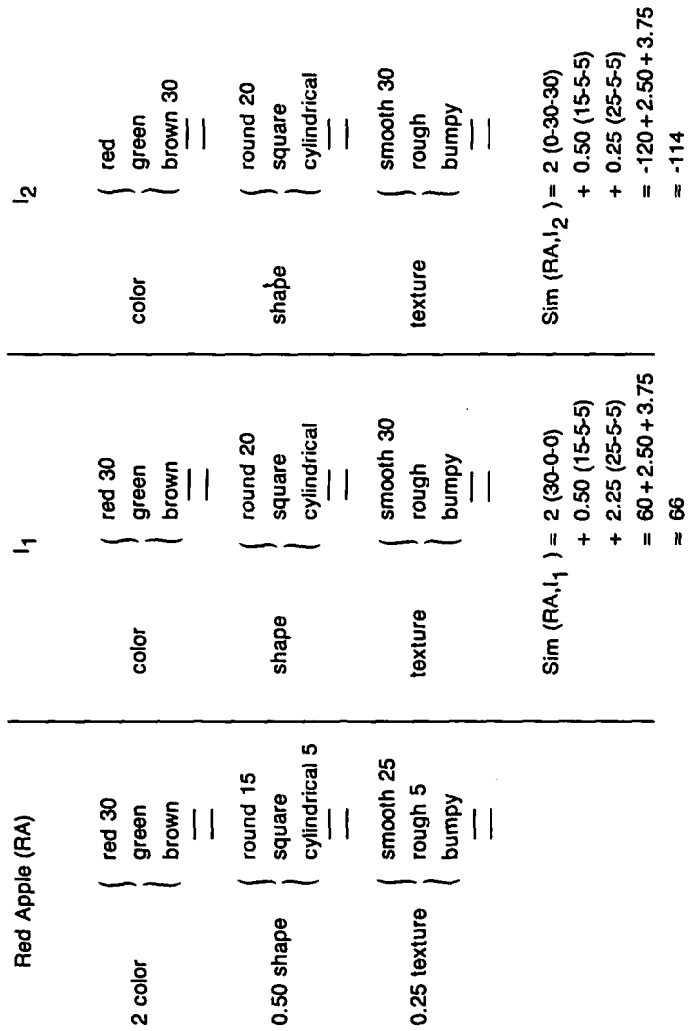 Red Apple (RA)
2 color
red 30
green
brown
0.50 shape
round 15
square
cylindrical 5
0.25 texture
smooth 25
rough 5
bumpy
I1
color
red 30
green
brown
shape
round 20
square
cylindrical
texture
smooth 30
rough
bumpy
Sim (RA,I1 ) = 2 (30-0-0)
+ 0.50 (15-5-5)
+ 2.25 (25-5-5)
= 60+2.50+3.75
≈ 66
I2
color
red
green
brown 30
shape
round 20
square
cylindrical
texture
smooth 30
rough
bumpy
Sim (RA,I2 ) = 2 (0-30-30)
+ 0.50 (15-5-5)
+ 0.25 (25-5-5)
= -120+2.50+3.75
≈ -114